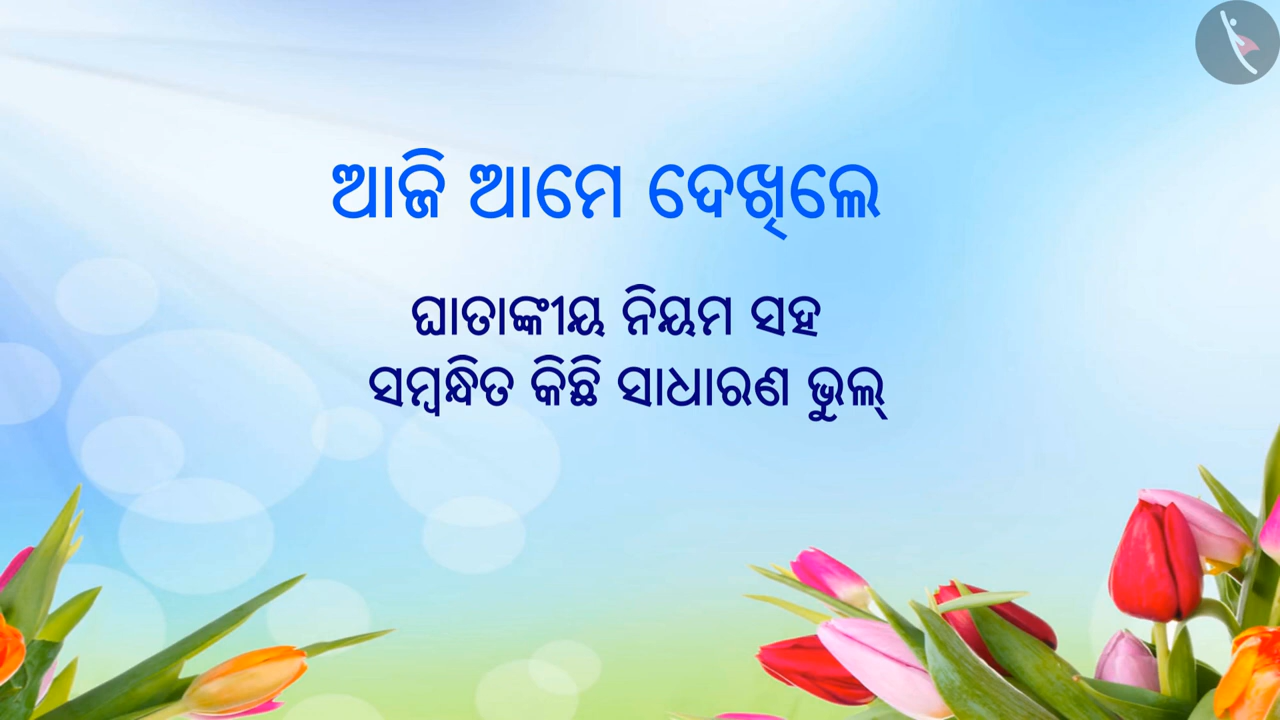 ଆଜି ଆମେ ଦେଖିଲେ
ଘାତାଙ୍କୀୟ ନିୟମ ସହ
ସମ୍ବନ୍ଧିତ କିଛି ସାଧାରଣ ଭୁଲ୍